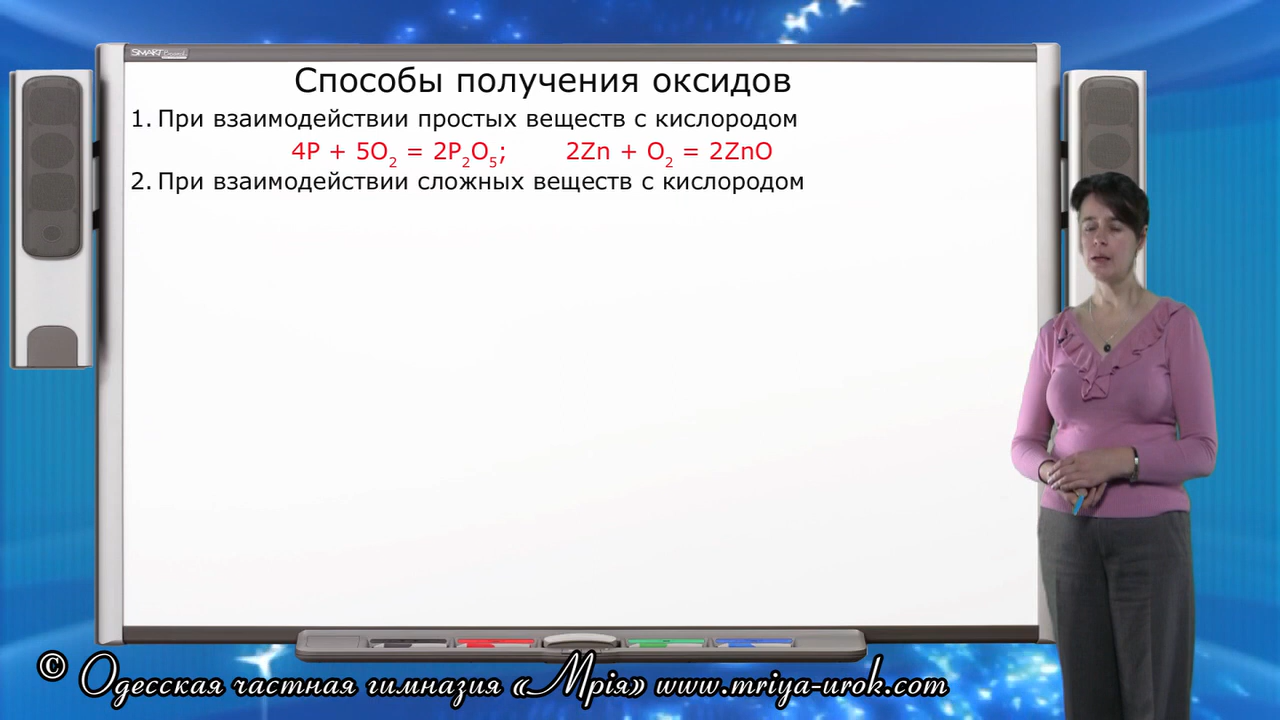 SMART Board
Способы получения оксидов
1. При взаимодействии простых веществ с кислородом
4P + 5O₂ = 2P₂O₅; 2Zn + O₂ = 2ZnO
2. При взаимодействии сложных веществ с кислородом
© Одесская частная гимназия «Мрія» www.mriya-urok.com